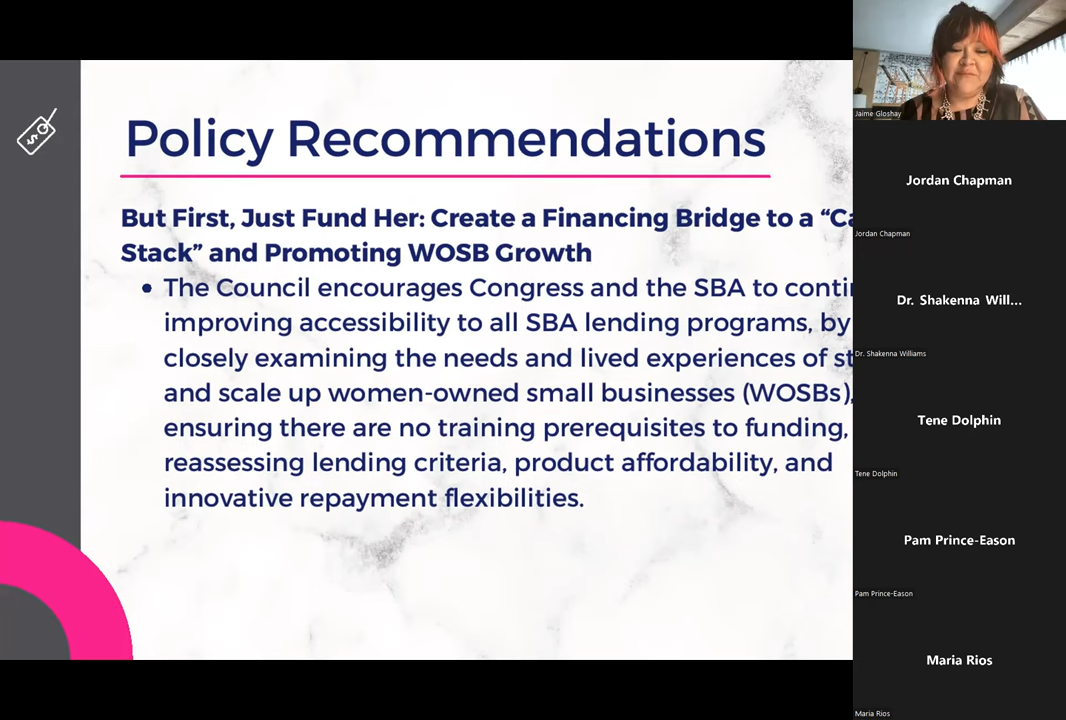 Policy Recommendations
But First, Just Fund Her: Create a Financing Bridge to a “Ca
Stack” and Promoting WOSB Growth
• The Council encourages Congress and the SBA to contin
improving accessibility to all SBA lending programs, by
closely examining the needs and lived experiences of st
and scale up women-owned small businesses (WOSBs),
ensuring there are no training prerequisites to funding,
reassessing lending criteria, product affordability, and
innovative repayment flexibilities.
Jaime Gloshay
Jordan Chapman
Jordan Chapman
Dr. Shakenna Will...
Dr. Shakenna Williams
Tene Dolphin
Tene Dolphin
Pam Prince-Eason
Pam Prince-Eason
Maria Rios
Maria Rios